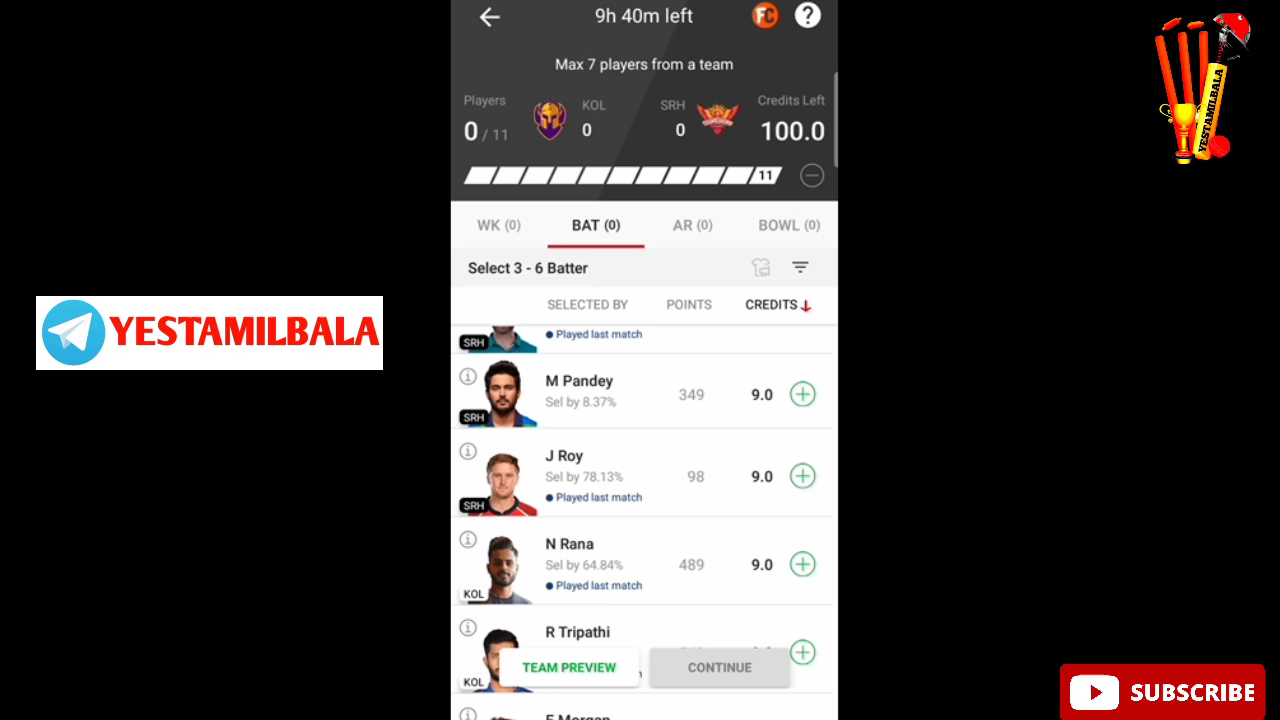 9h 40m left
FC
?
Max 7 players from a team
Players
KOL
SRH
Credits Left
0 / 11
0
0
100.0
11
WK (0)
BAT (0)
AR (0)
BOWL (0)
Select 3 - 6 Batter
SELECTED BY
POINTS
CREDITS
SRH
Played last match
M Pandey
Sel by 8.37%
349
9.0
SRH
J Roy
Sel by 78.13%
98
9.0
Played last match
SRH
N Rana
Sel by 64.84%
489
9.0
Played last match
KOL
R Tripathi
KOL
TEAM PREVIEW
CONTINUE
E Morgan
YESTAMILBALA
YESTAMILBALA
SUBSCRIBE